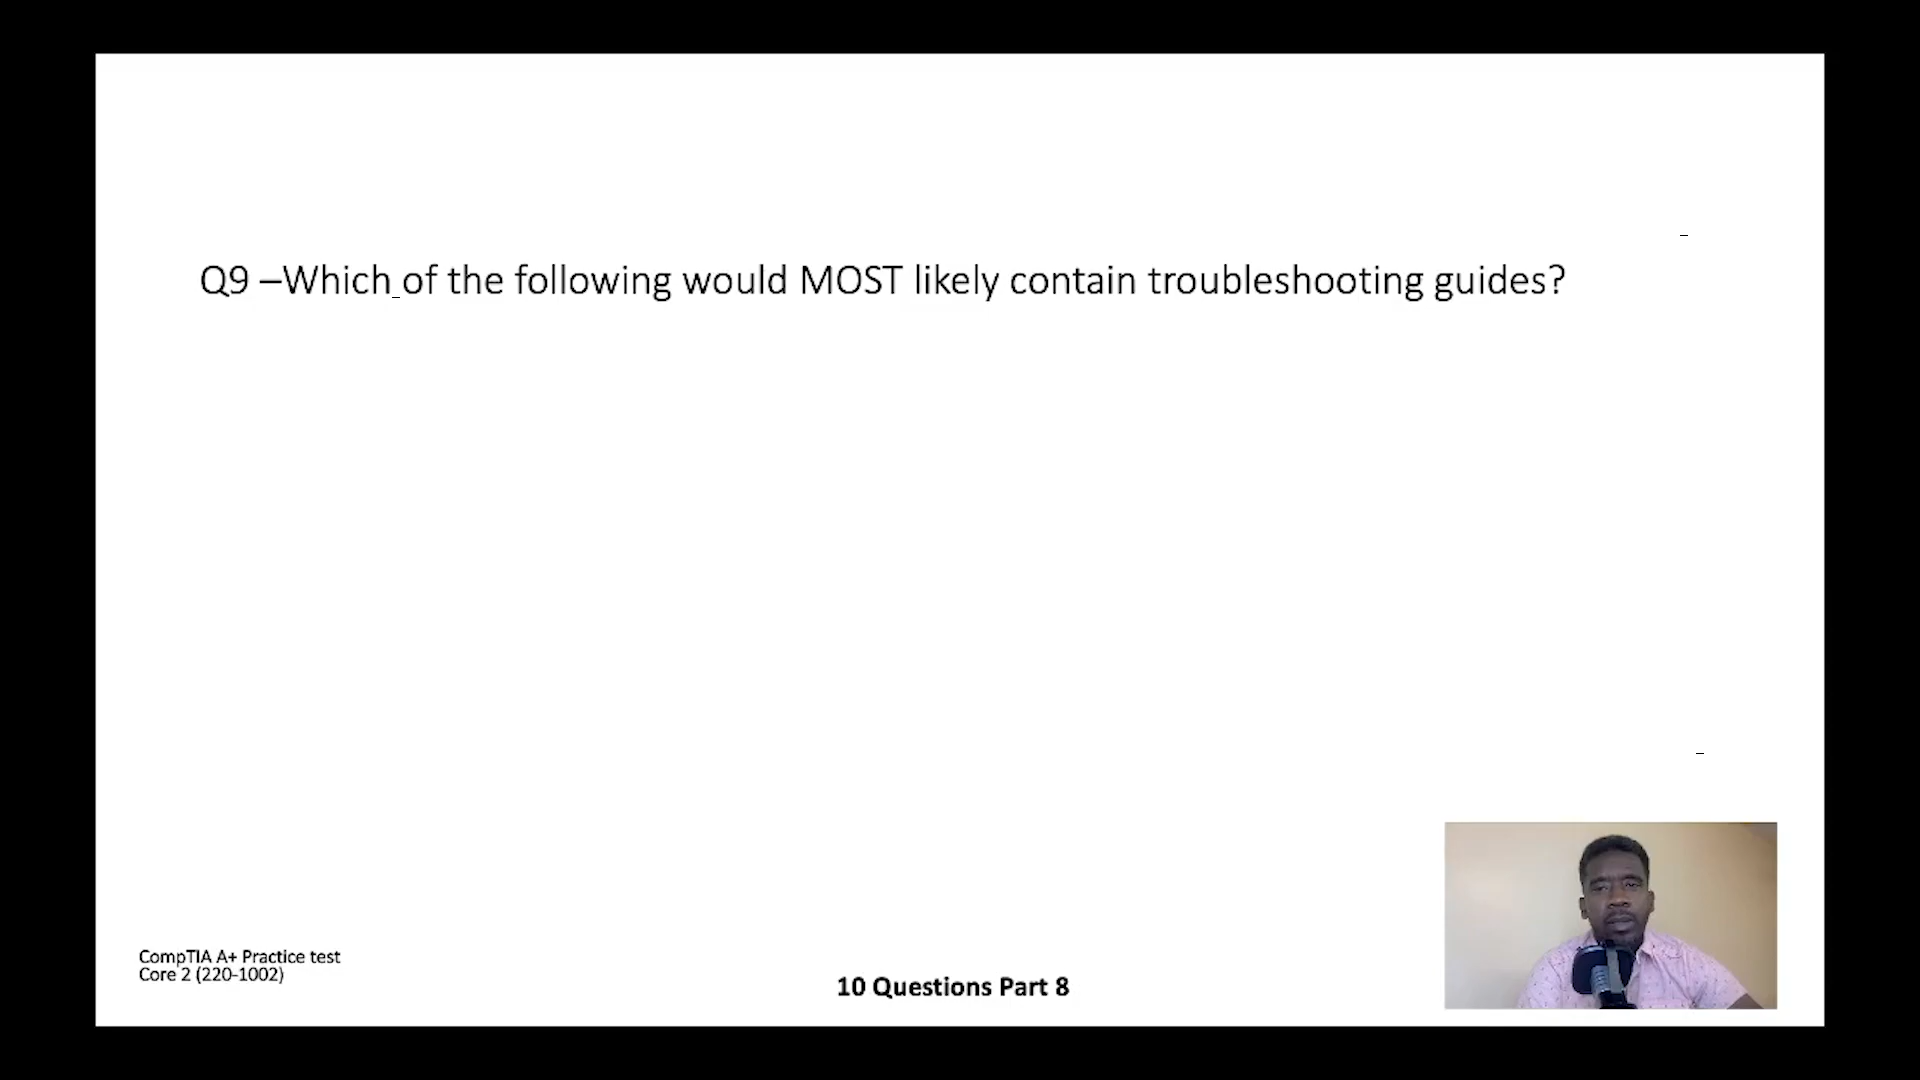 Q9 –Which of the following would MOST likely contain troubleshooting guides?
CompTIA A+ Practice test
Core 2 (220-1002)
10 Questions Part 8